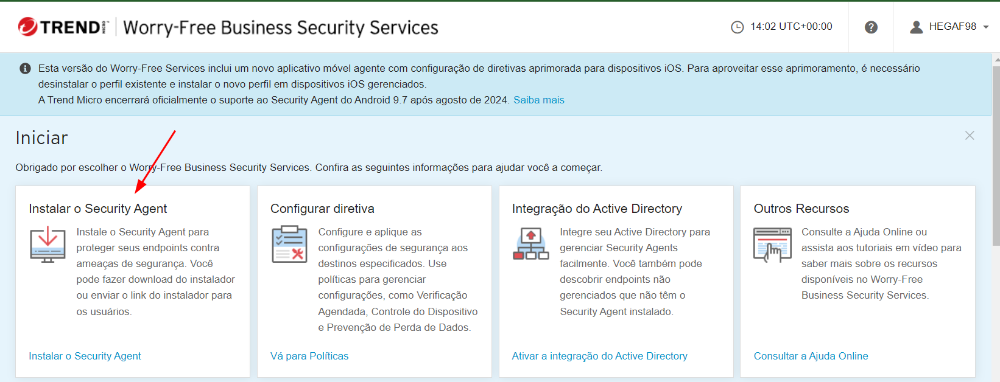 TREND MICRO Worry-Free Business Security Services
14:02 UTC+00:00
HEGAF98
Esta versão do Worry-Free Services inclui um novo aplicativo móvel agente com configuração de diretivas aprimorada para dispositivos iOS. Para aproveitar esse aprimoramento, é necessário
desinstalar o perfil existente e instalar o novo perfil em dispositivos iOS gerenciados.
A Trend Micro encerrará oficialmente o suporte ao Security Agent do Android 9.7 após agosto de 2024. Saiba mais
Iniciar
Obrigado por escolher o Worry-Free Business Security Services. Confira as seguintes informações para ajudar você a começar.
Instalar o Security Agent
Instale o Security Agent para
proteger seus endpoints contra
ameaças de segurança. Você
pode fazer download do instalador
ou enviar o link do instalador para
os usuários.
Instalar o Security Agent
Configurar diretiva
Configure e aplique as
configurações de segurança aos
destinos especificados. Use
políticas para gerenciar
configurações, como Verificação
Agendada, Controle do Dispositivo
e Prevenção de Perda de Dados.
Vá para Políticas
Integração do Active Directory
Integre seu Active Directory para
gerenciar Security Agents
facilmente. Você também pode
descobrir endpoints não
gerenciados que não têm o
Security Agent instalado.
Ativar a integração do Active Directory
Outros Recursos
Consulte a Ajuda Online ou
assista aos tutoriais em vídeo para
saber mais sobre os recursos
disponíveis no Worry-Free
Business Security Services.
Consultar a Ajuda Online